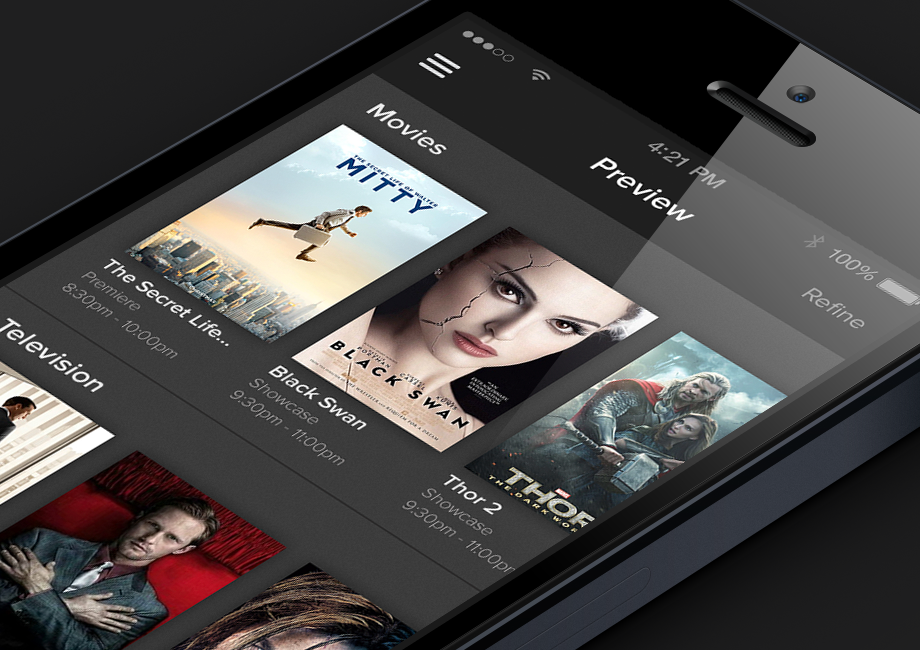 4:21 PM
100%
Preview
Refine
Movies
THE SECRET LIFE OF WALTER
MITTY
The Secret Life...
Premiere
8:30pm - 10:00pm
BLACK SWAN
Black Swan
Showcase
9:30pm - 11:00pm
MARVEL
THOR
THE DARK WOR
Thor 2
Showcase
9:30pm - 11:00pm
Television